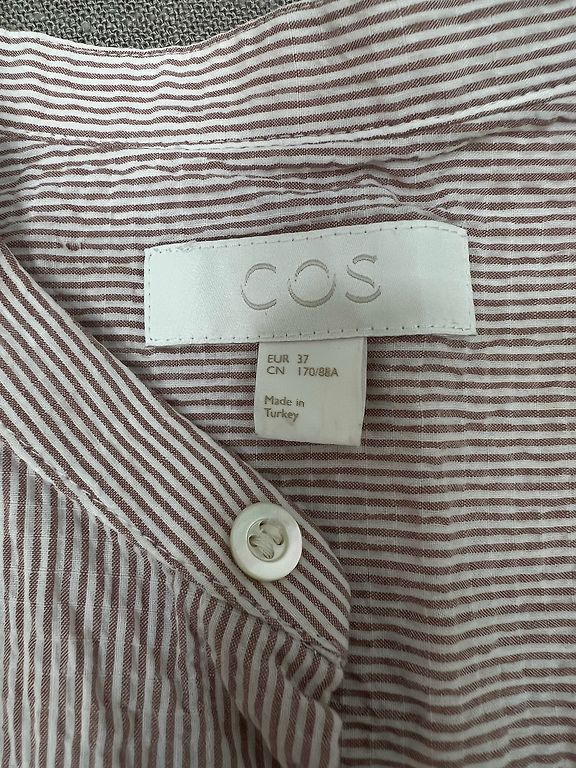 COS
EUR 37
CN 170/88A
Made in
Turkey